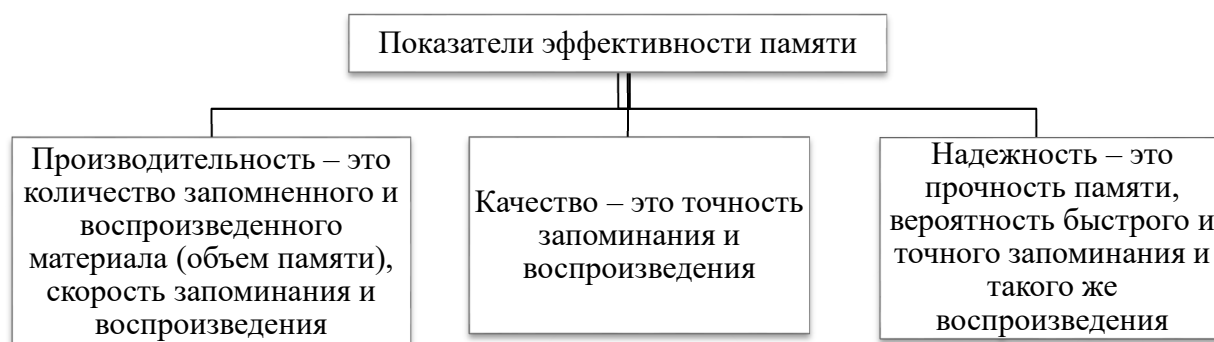 Показатели эффективности памяти
Производительность – это
количество запомненного и
воспроизведенного
материала (объем памяти),
скорость запоминания и
воспроизведения
Качество – это точность
запоминания и
воспроизведения
Надежность – это
прочность памяти,
вероятность быстрого и
точного запоминания и
такого же
воспроизведения